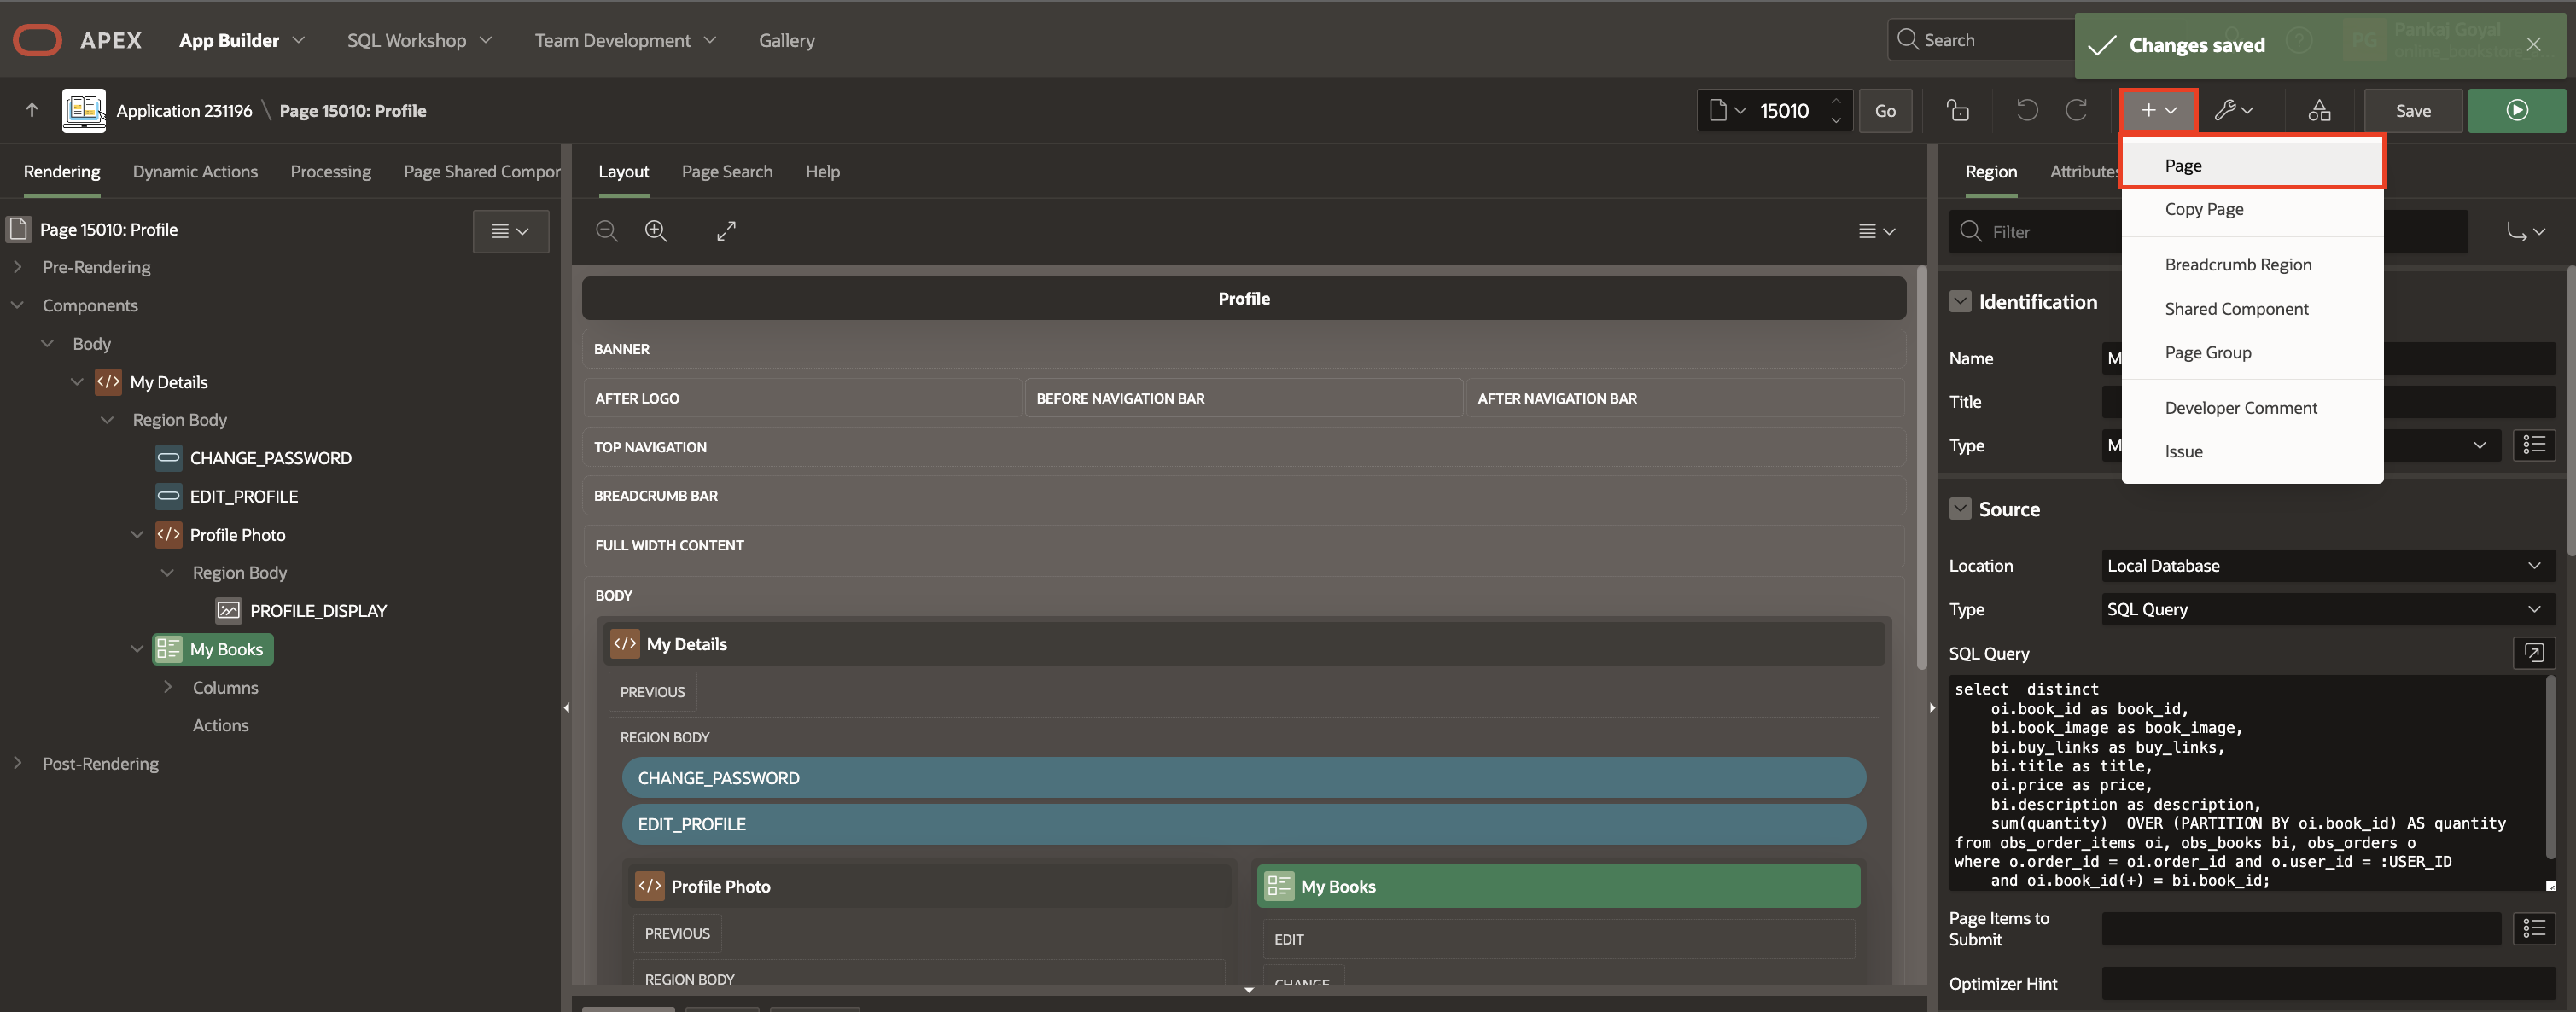 APEX App Builder SQL Workshop Team Development Gallery Search Changes saved
PG Pankaj Goyal
Application 231196 \ Page 15010: Profile 15010 Go Save
Rendering Dynamic Actions Processing Page Shared Compor
Layout Page Search Help
Region Attributes
Page
Copy Page
Breadcrumb Region
Shared Component
Page Group
Developer Comment
Issue
Page 15010: Profile
Pre-Rendering
Components
Body
My Details
Region Body
CHANGE_PASSWORD
EDIT_PROFILE
Profile Photo
Region Body
PROFILE_DISPLAY
My Books
Columns
Actions
Post-Rendering
Profile
BANNER
AFTER LOGO BEFORE NAVIGATION BAR AFTER NAVIGATION BAR
TOP NAVIGATION
BREADCRUMB BAR
FULL WIDTH CONTENT
BODY
My Details
PREVIOUS
REGION BODY
CHANGE_PASSWORD
EDIT_PROFILE
Profile Photo
PREVIOUS
REGION BODY
My Books
EDIT
CHANGE
Filter
Identification
Name M
Title
Type M
Source
Location Local Database
Type SQL Query
SQL Query
select distinct
oi.book_id as book_id,
bi.book_image as book_image,
bi.buy_links as buy_links,
bi.title as title,
oi.price as price,
bi.description as description,
sum(quantity) OVER (PARTITION BY oi.book_id) AS quantity
from obs_order_items oi, obs_books bi, obs_orders o
where o.order_id = oi.order_id and o.user_id = :USER_ID
and oi.book_id(+) = bi.book_id;
Page Items to
Submit
Optimizer Hint